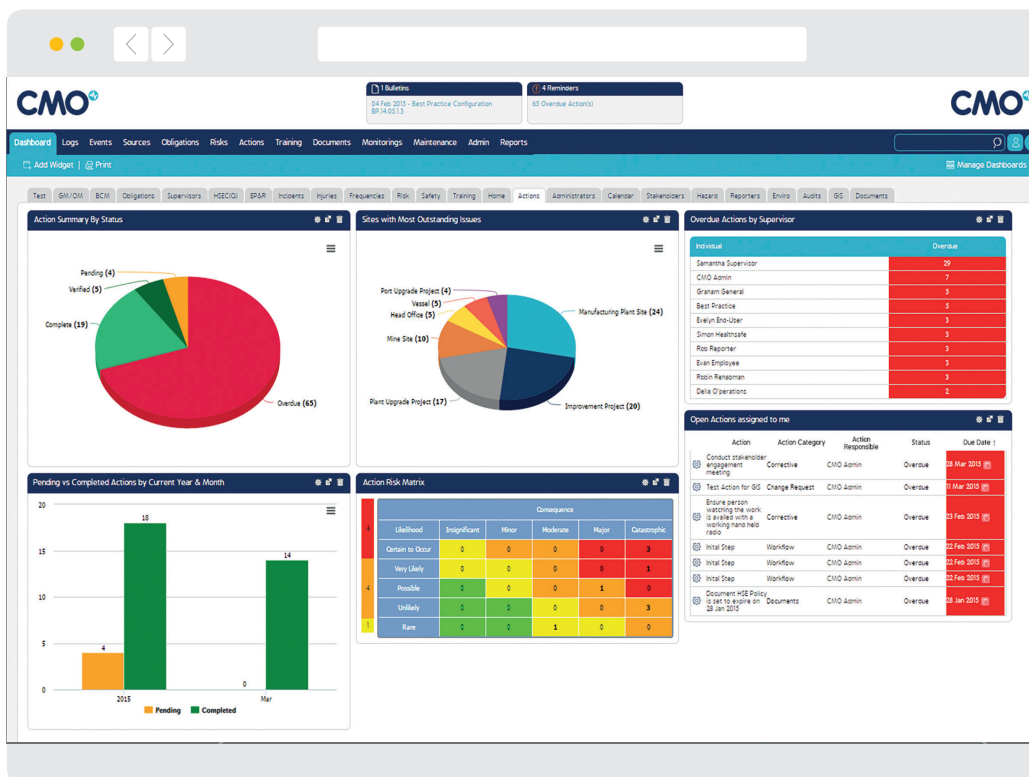 CMO
1 Bulletins
04 Feb 2015 - Best Practice Configuration
BP.14.03.1.3
4 Reminders
65 Overdue Action(s)
CMO
Dashboard Logs Events Sources Obligations Risks Actions Training Documents Monitorings Maintenance Admin Reports
Add Widget | Print
Manage Dashboards
Test GM/OM BCM Obligations Supervisors HSEC(Q) EP&R Incidents Injuries Frequencies Risk Safety Training Home Actions Administrators Calendar Stakeholders Hazard Reporters Enviro Audits GIS Documents
Action Summary By Status
Pending (4)
Verified (5)
Complete (19)
Overdue (65)
Sites with Most Outstanding Issues
Port Upgrade Project (4)
Vessel (5)
Head Office (5)
Manufacturing Plant Site (24)
Mine Site (10)
Plant Upgrade Project (17)
Improvement Project (20)
Overdue Actions by Supervisor
Individual Overdue
Samantha Supervisor 29
CMO Admin 7
Graham General 5
Best Practice 5
Evelyn End-User 3
Simon Healthsafe 3
Rob Reporter 3
Evan Employee 3
Robin Rehabman 3
Delia O'perations 2
Open Actions assigned to me
Action Action Category Action Responsible Status Due Date ↑
Conduct stakeholder
engagement Corrective CMO Admin Overdue 28 Mar 2015
meeting
Test Action for GIS Change Request CMO Admin Overdue 11 Mar 2015
Ensure person
watching the work
is availed with a Corrective CMO Admin Overdue 23 Feb 2015
working hand held
radio
Inital Step Workflow CMO Admin Overdue 22 Feb 2015
Inital Step Workflow CMO Admin Overdue 22 Feb 2015
Inital Step Workflow CMO Admin Overdue 22 Feb 2015
Document HSE Policy
is set to expire on Documents CMO Admin Overdue 28 Jan 2015
28 Jan 2015
Pending vs Completed Actions by Current Year & Month
20
15
10
5
0
4
18
0
14
2015 Mar
Pending Completed
Action Risk Matrix
4
4
1
Consequence
Likelihood Insignificant Minor Moderate Major Catastrophic
Certain to Occur 0 0 0 0 3
Very Likely 0 0 0 0 1
Possible 0 0 0 1 0
Unlikely 0 0 0 0 3
Rare 0 0 1 0 0